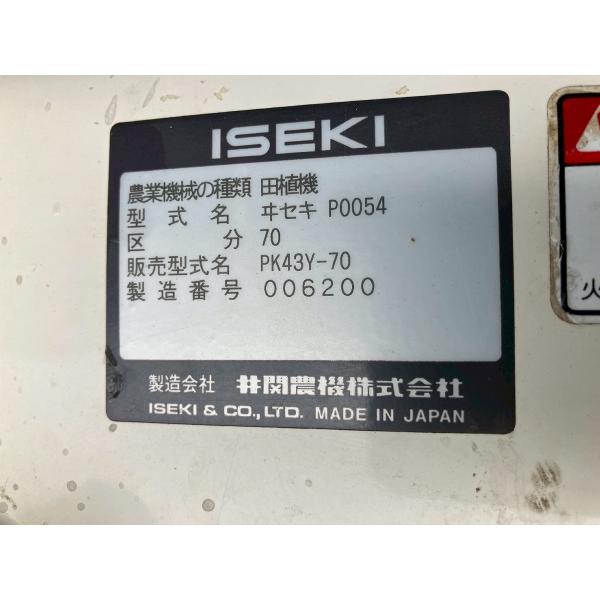 ISEKI
農業機械の種類 田植機
型式名 ヰセキ P0054
区分 70
販売型式名 PK43Y-70
製造番号 006200
製造会社 井関農機株式会社
ISEKI & CO., LTD. MADE IN JAPAN
火